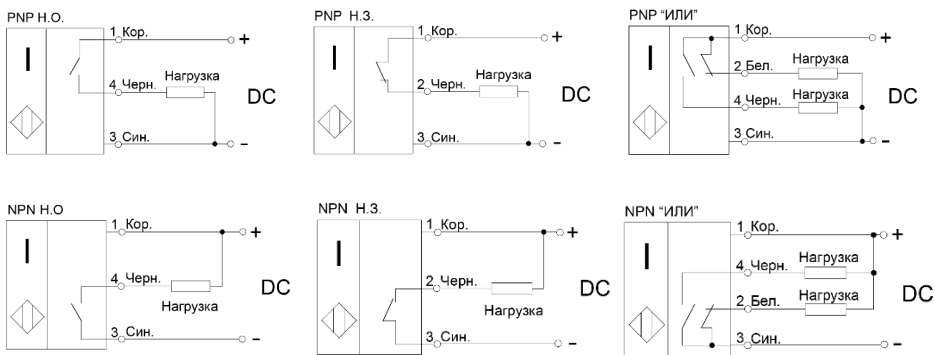 PNP Н.О.
1 Кор.
+
4 Черн.
Нагрузка
DC
3 Син.
-
PNP Н.З.
1 Кор.
+
2 Черн.
Нагрузка
DC
3 Син.
-
PNP “ИЛИ”
1 Кор.
+
2 Бел.
Нагрузка
4 Черн.
Нагрузка
DC
3 Син.
-
NPN Н.О
1 Кор.
+
4 Черн.
Нагрузка
DC
3 Син.
-
NPN Н.З.
1 Кор.
+
2 Черн.
Нагрузка
DC
3 Син.
-
NPN “ИЛИ”
1 Кор.
+
4 Черн.
Нагрузка
2 Бел.
Нагрузка
DC
3 Син.
-